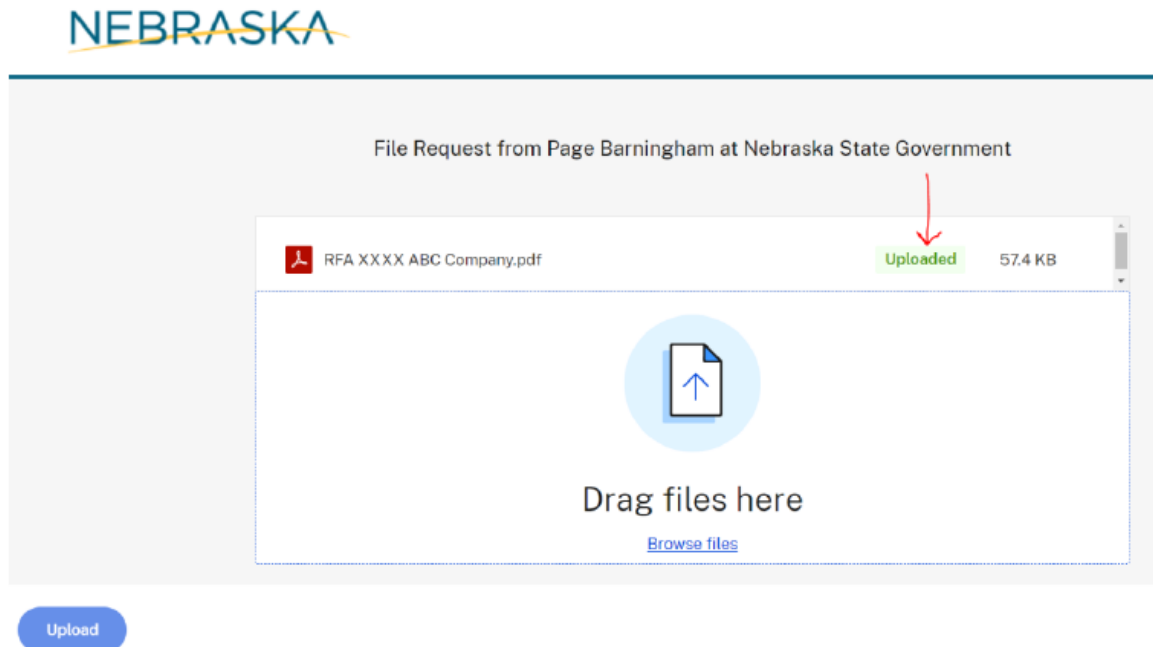 NEBRASKA
File Request from Page Barningham at Nebraska State Government
RFA XXXX ABC Company.pdf Uploaded 57.4 KB
Drag files here
Browse files
Upload